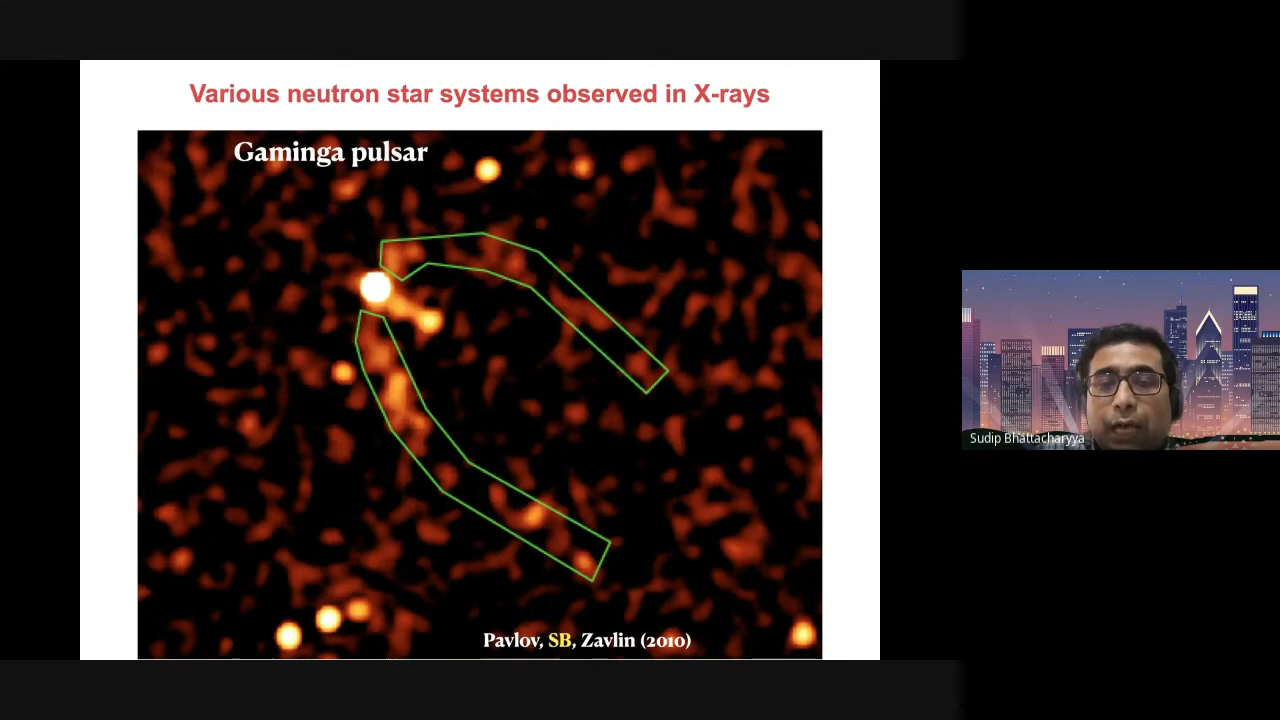 Various neutron star systems observed in X-rays
Gaminga pulsar
Sudip Bhattacharyya
Pavlov, SB, Zavlin (2010)